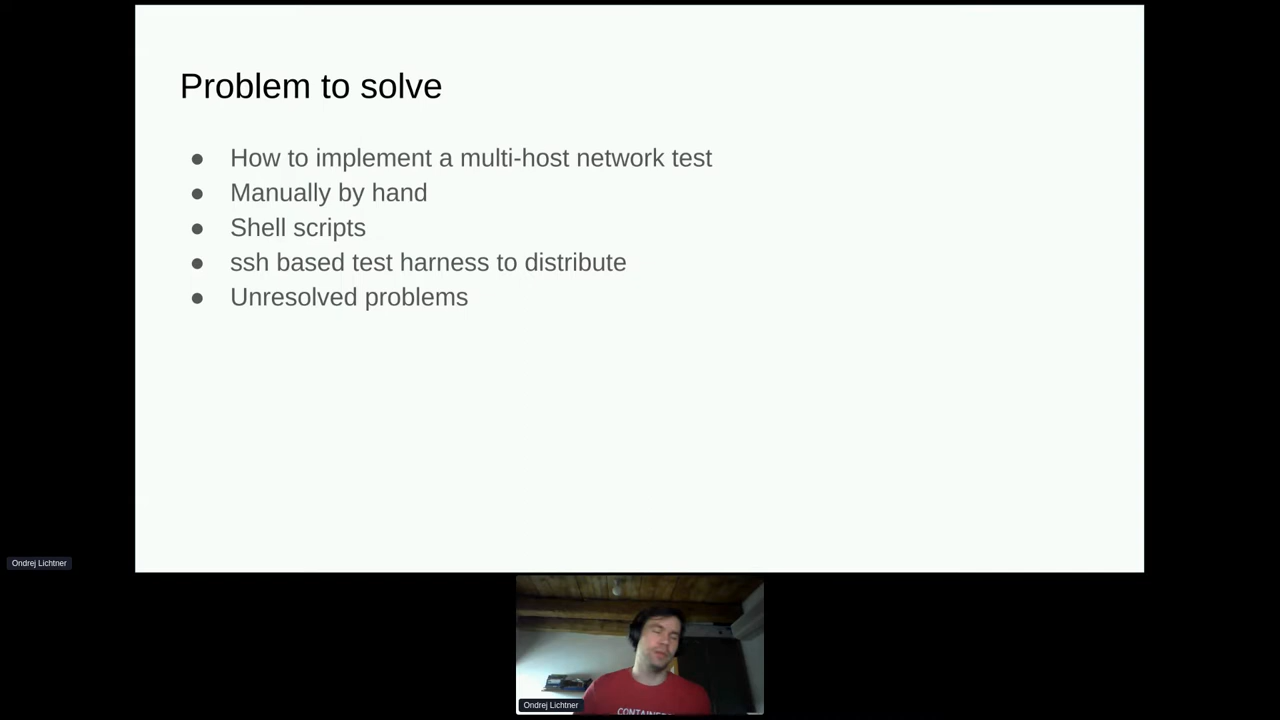 Problem to solve
● How to implement a multi-host network test
● Manually by hand
● Shell scripts
● ssh based test harness to distribute
● Unresolved problems
Ondrej Lichtner
Ondrej Lichtner